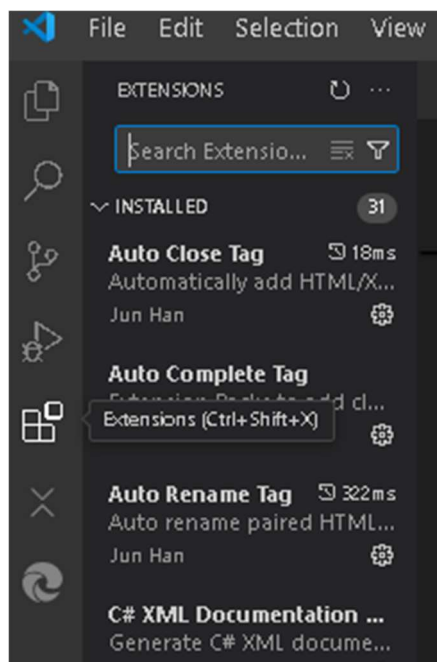 File Edit Selection View
EXTENSIONS
Search Extensio...
INSTALLED 31
Auto Close Tag 18ms
Automatically add HTML/X...
Jun Han
Auto Complete Tag
Extension Packs to add cl...
Extensions (Ctrl+Shift+X)
Auto Rename Tag 322ms
Auto rename paired HTML...
Jun Han
C# XML Documentation ...
Generate C# XML docume...